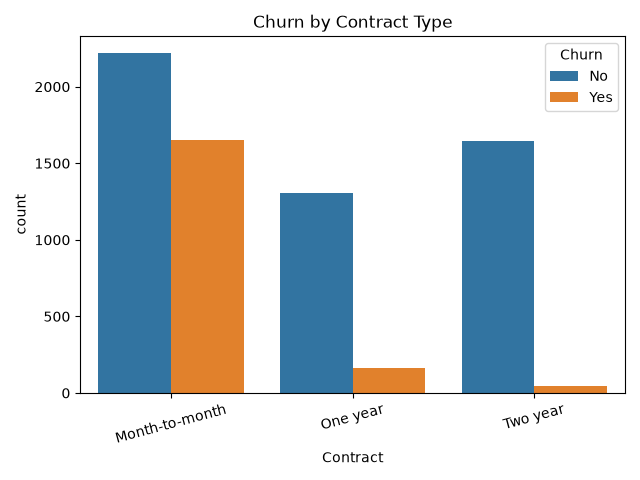 Churn by Contract Type
Churn
No
Yes
count
2000
1500
1000
500
0
Month-to-month
One year
Two year
Contract